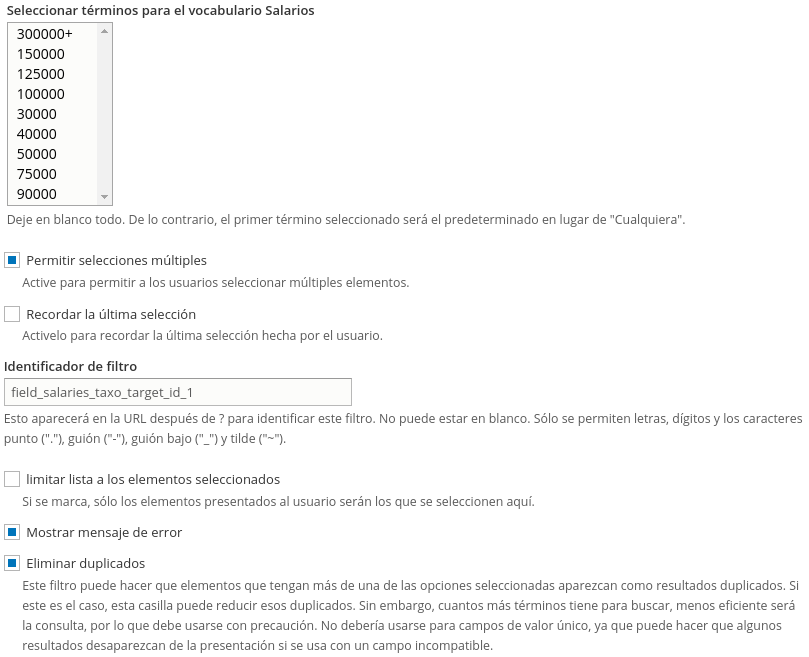 Seleccionar términos para el vocabulario Salarios
300000+
150000
125000
100000
30000
40000
50000
75000
90000
Deje en blanco todo. De lo contrario, el primer término seleccionado será el predeterminado en lugar de "Cualquiera".
Permitir selecciones múltiples
Active para permitir a los usuarios seleccionar múltiples elementos.
Recordar la última selección
Activelo para recordar la última selección hecha por el usuario.
Identificador de filtro
field_salaries_taxo_target_id_1
Esto aparecerá en la URL después de ? para identificar este filtro. No puede estar en blanco. Sólo se permiten letras, dígitos y los caracteres
punto ("."), guión ("-"), guión bajo ("_") y tilde ("~").
limitar lista a los elementos seleccionados
Si se marca, sólo los elementos presentados al usuario serán los que se seleccionen aquí.
Mostrar mensaje de error
Eliminar duplicados
Este filtro puede hacer que elementos que tengan más de una de las opciones seleccionadas aparezcan como resultados duplicados. Si
este es el caso, esta casilla puede reducir esos duplicados. Sin embargo, cuantos más términos tiene para buscar, menos eficiente será
la consulta, por lo que debe usarse con precaución. No debería usarse para campos de valor único, ya que puede hacer que algunos
resultados desaparezcan de la presentación si se usa con un campo incompatible.